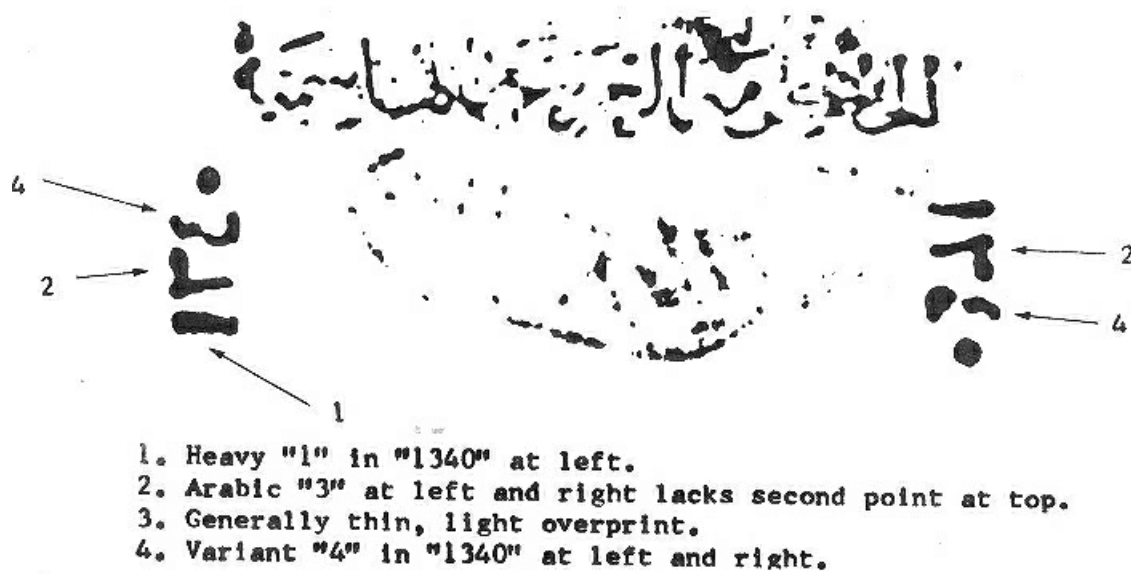 4
2
2
4
1
1. Heavy "1" in "1340" at left.
2. Arabic "3" at left and right lacks second point at top.
3. Generally thin, light overprint.
4. Variant "4" in "1340" at left and right.